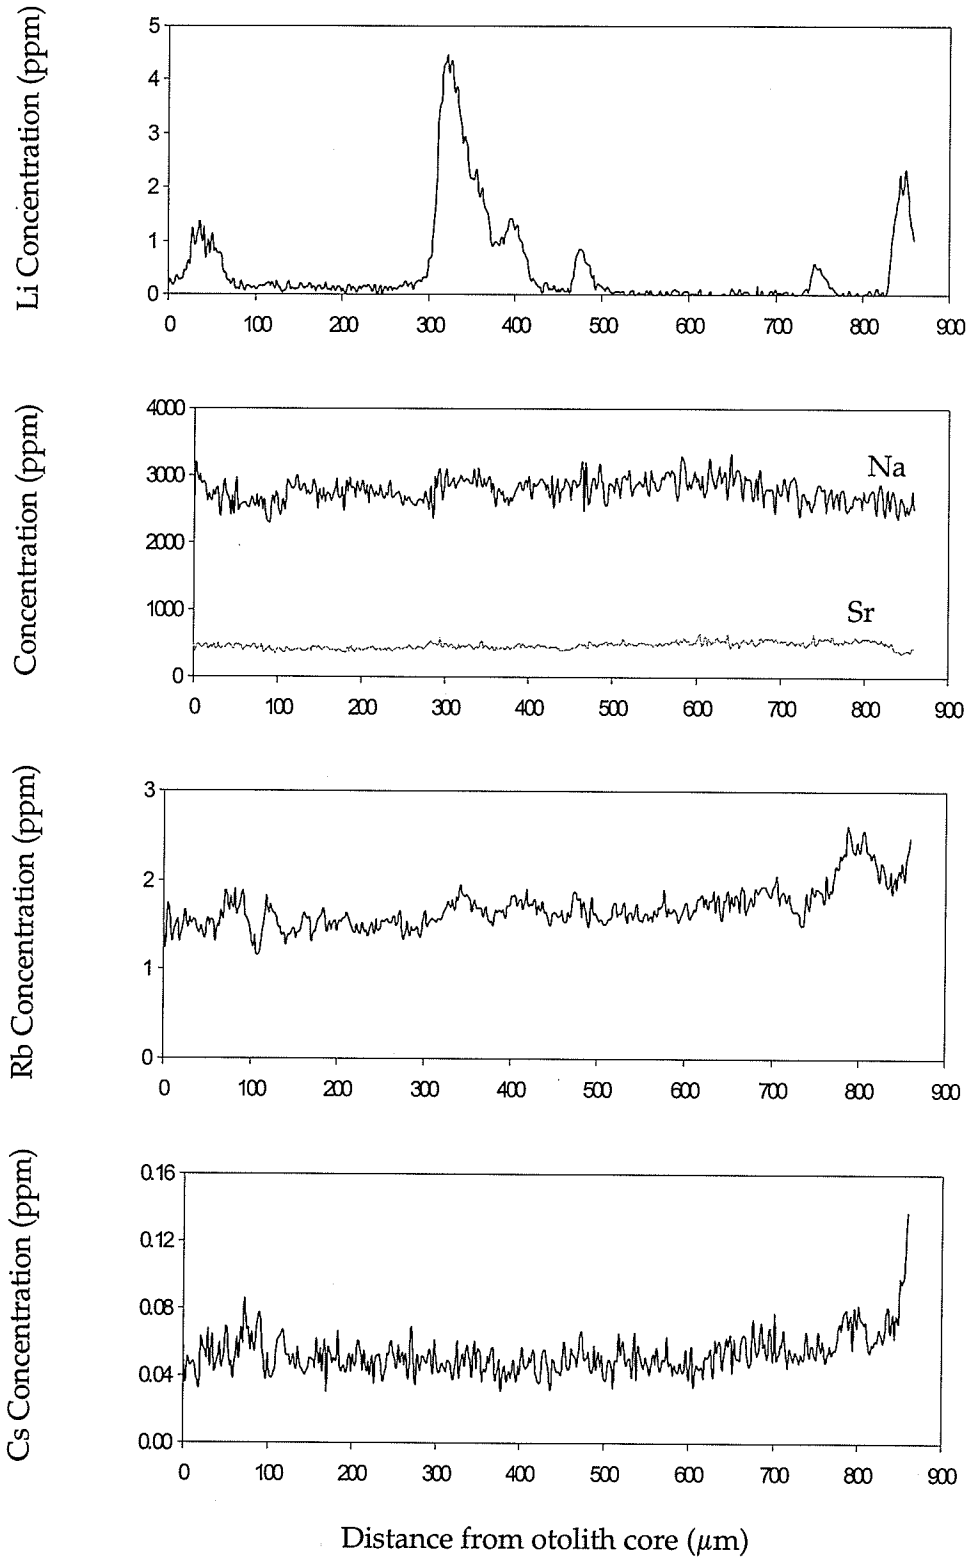 Li Concentration (ppm)
5
4
3
2
1
0
0 100 200 300 400 500 600 700 800 900
Concentration (ppm)
4000
3000
2000
1000
0
Na
Sr
0 100 200 300 400 500 600 700 800 900
Rb Concentration (ppm)
3
2
1
0
0 100 200 300 400 500 600 700 800 900
Cs Concentration (ppm)
0.16
0.12
0.08
0.04
0.00
0 100 200 300 400 500 600 700 800 900
Distance from otolith core (μm)